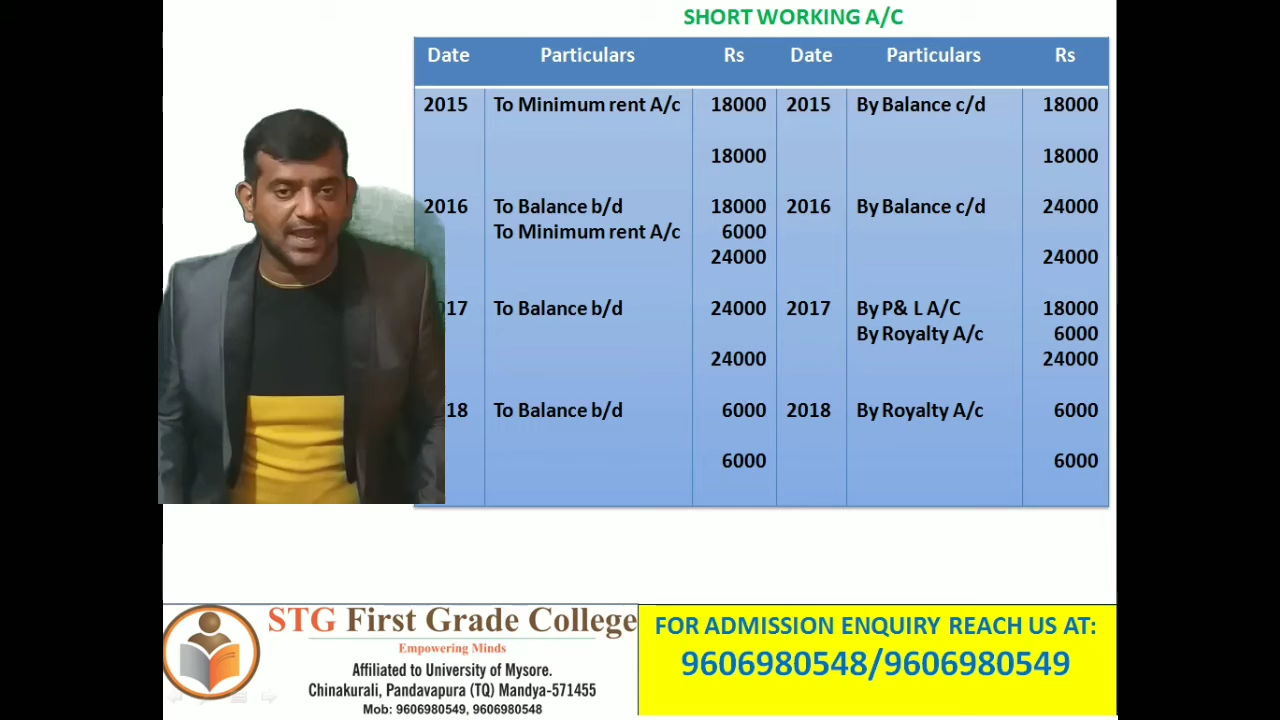 SHORT WORKING A/C
Date Particulars Rs Date Particulars Rs
2015 To Minimum rent A/c 18000 2015 By Balance c/d 18000
18000 18000
2016 To Balance b/d 18000 2016 By Balance c/d 24000
To Minimum rent A/c 6000
24000 24000
17 To Balance b/d 24000 2017 By P& L A/C 18000
By Royalty A/c 6000
24000 24000
18 To Balance b/d 6000 2018 By Royalty A/c 6000
6000 6000
STG First Grade College
Empowering Minds
Affiliated to University of Mysore.
Chinakurali, Pandavapura (TQ) Mandya-571455
Mob: 9606980549, 9606980548
FOR ADMISSION ENQUIRY REACH US AT:
9606980548/9606980549